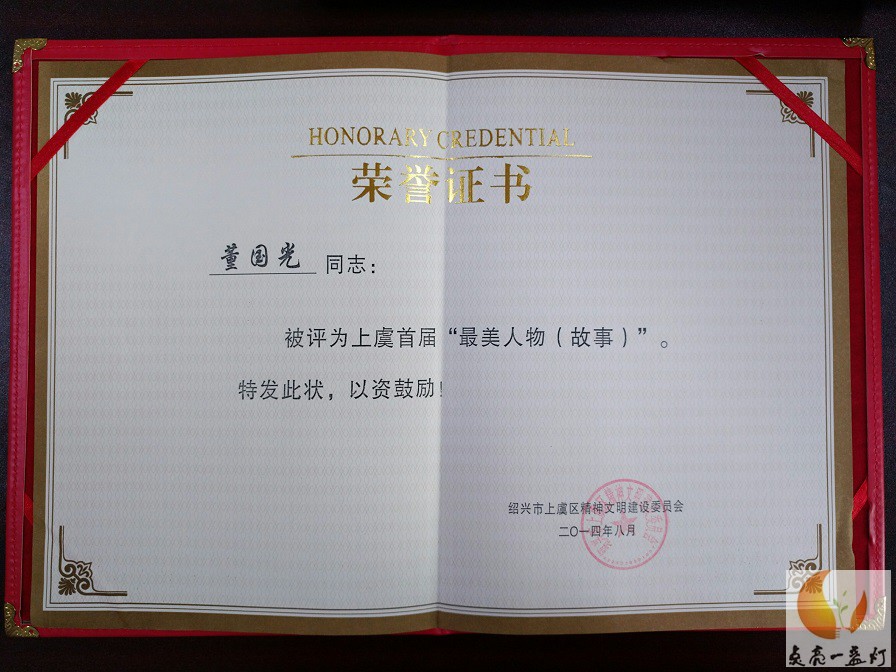 HONORARY CREDENTIAL
荣誉证书
董国光 同志：
被评为上虞首届“最美人物（故事）”。
特发此状，以资鼓励！
绍兴市上虞区精神文明建设委员会
二〇一四年八月
点亮一盏灯